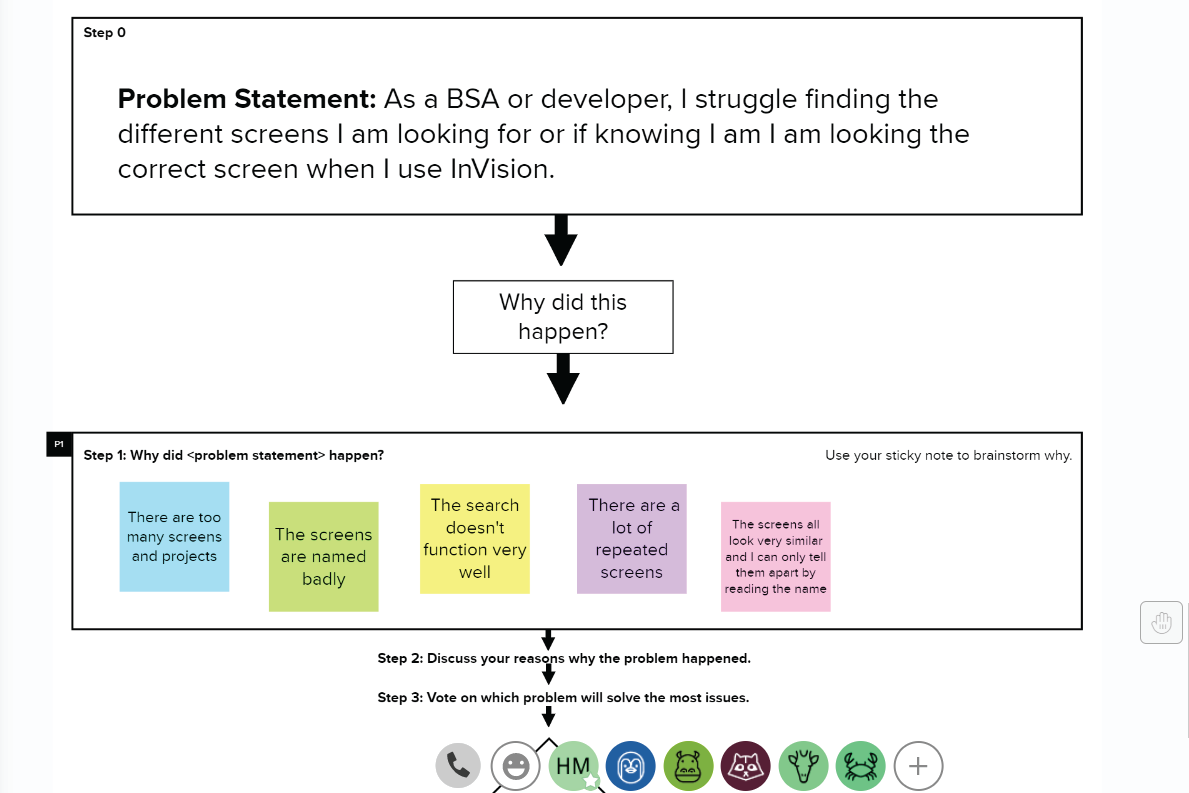 Step 0
Problem Statement: As a BSA or developer, I struggle finding the
different screens I am looking for or if knowing I am I am looking the
correct screen when I use InVision.
Why did this
happen?
P1
Step 1: Why did <problem statement> happen?
Use your sticky note to brainstorm why.
There are too
many screens
and projects
The screens
are named
badly
The search
doesn't
function very
well
There are a
lot of
repeated
screens
The screens all
look very similar
and I can only tell
them apart by
reading the name
Step 2: Discuss your reasons why the problem happened.
Step 3: Vote on which problem will solve the most issues.
HM